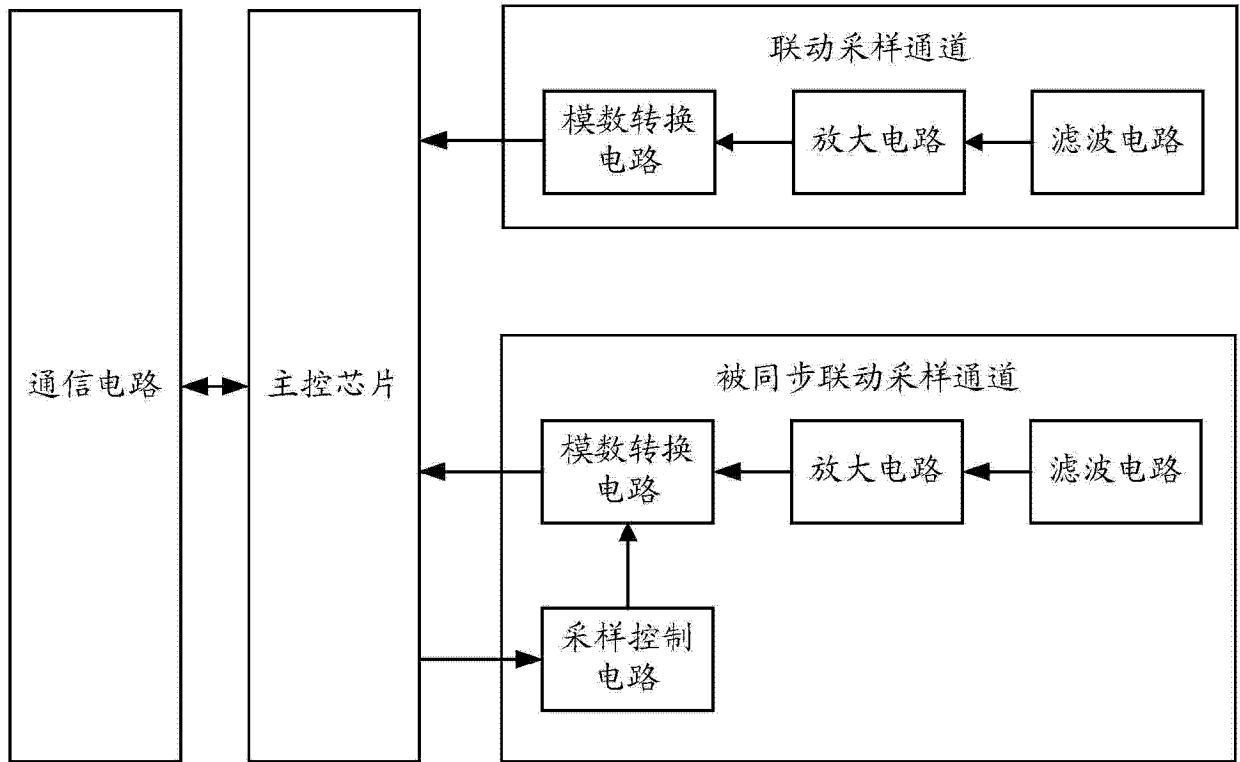 联动采样通道
模数转换
电路
放大电路
滤波电路
通信电路
主控芯片
被同步联动采样通道
模数转换
电路
放大电路
滤波电路
采样控制
电路